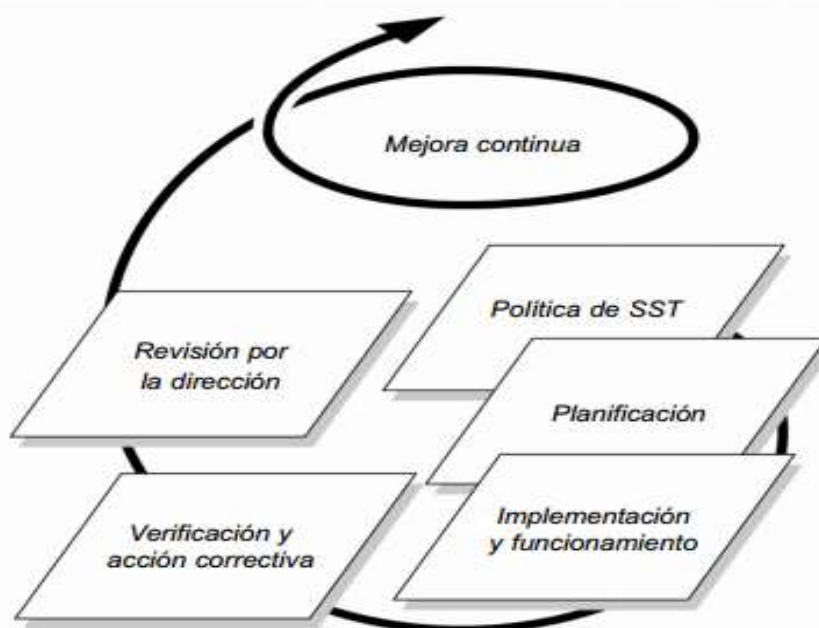 Mejora continua
Política de SST
Revisión por
la dirección
Planificación
Implementación
y funcionamiento
Verificación y
acción correctiva